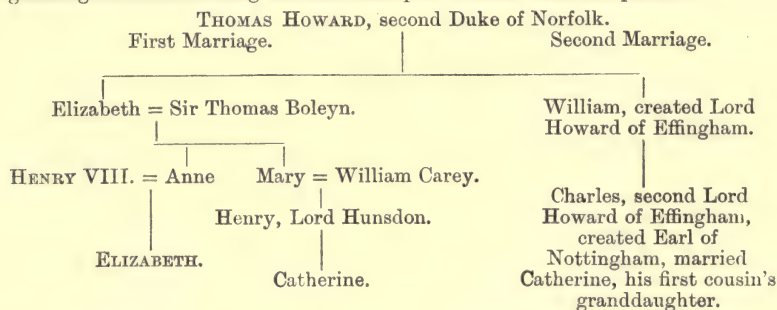 THOMAS HOWARD, second Duke of Norfolk.
First Marriage. Second Marriage.
Elizabeth = Sir Thomas Boleyn.
William, created Lord
Howard of Effingham.
HENRY VIII. = Anne Mary = William Carey.
Henry, Lord Hunsdon.
ELIZABETH.
Catherine.
Charles, second Lord
Howard of Effingham,
created Earl of
Nottingham, married
Catherine, his first cousin's
granddaughter.